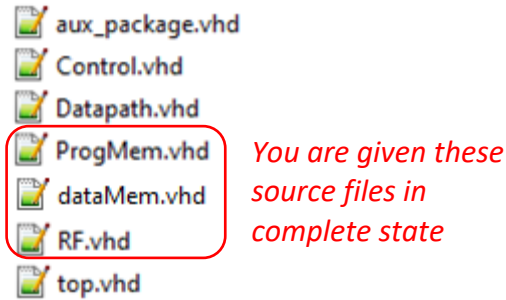 aux_package.vhd
Control.vhd
Datapath.vhd
ProgMem.vhd
dataMem.vhd
RF.vhd
top.vhd
You are given these
source files in
complete state